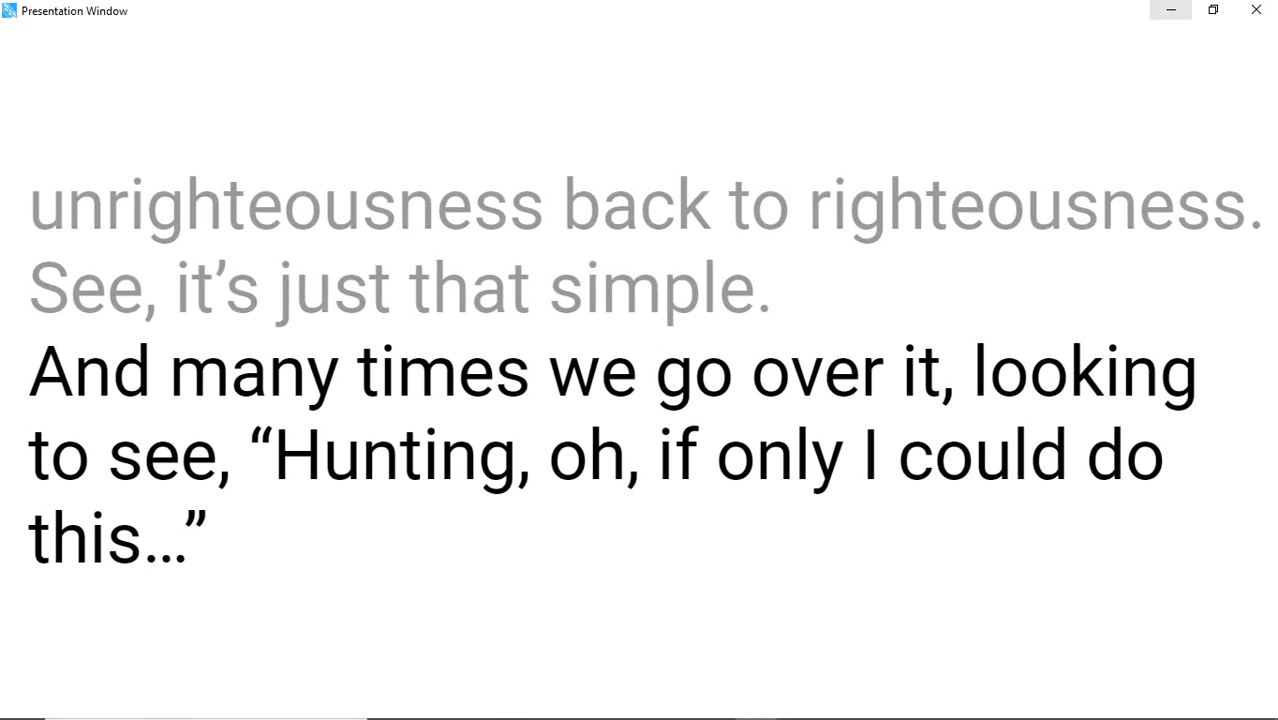 Presentation Window
unrighteousness back to righteousness.
See, it’s just that simple.
And many times we go over it, looking
to see, “Hunting, oh, if only I could do
this…”